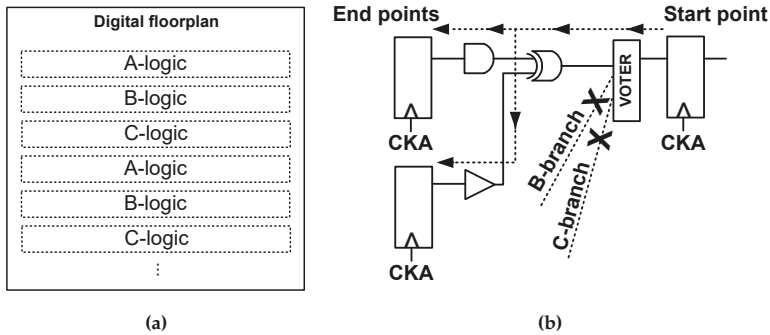 Digital floorplan
A-logic
B-logic
C-logic
A-logic
B-logic
C-logic
⋮
(a)
End points
Start point
VOTER
CKA
CKA
B-branch
C-branch
CKA
(b)